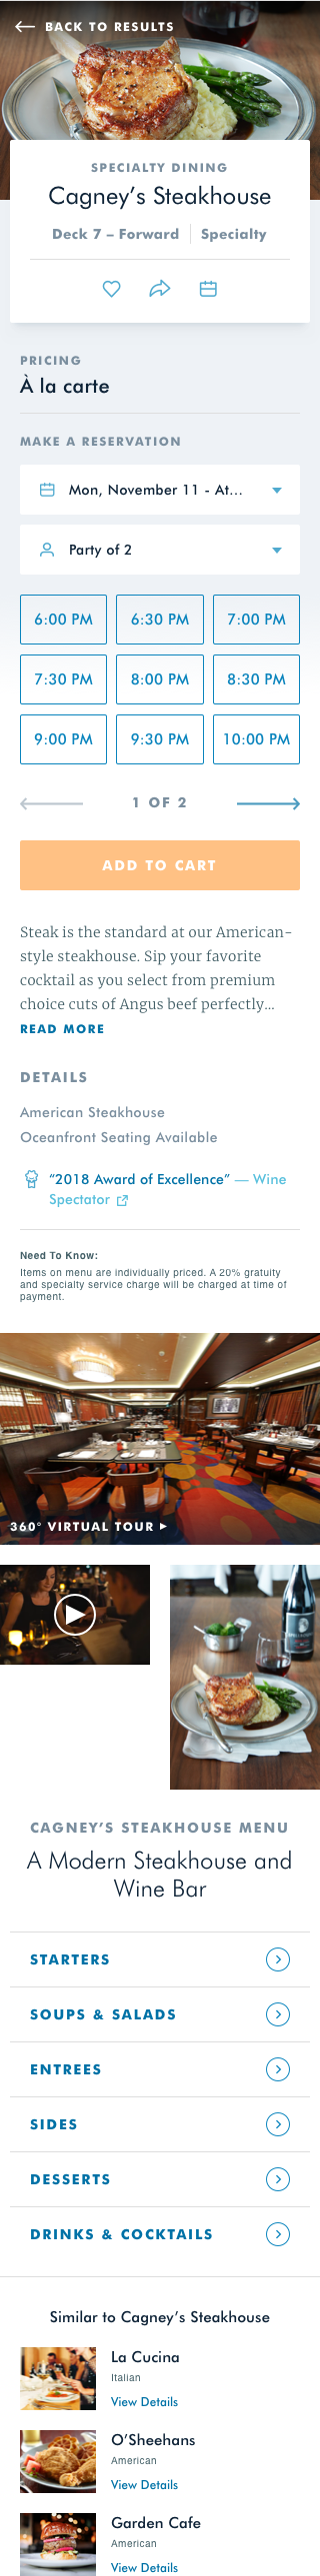 BACK TO RESULTS
SPECIALTY DINING
Cagney’s Steakhouse
Deck 7 – Forward
Specialty
PRICING
À la carte
MAKE A RESERVATION
Mon, November 11 - At...
Party of 2
6:00 PM
6:30 PM
7:00 PM
7:30 PM
8:00 PM
8:30 PM
9:00 PM
9:30 PM
10:00 PM
1 OF 2
ADD TO CART
Steak is the standard at our American-
style steakhouse. Sip your favorite
cocktail as you select from premium
choice cuts of Angus beef perfectly...
READ MORE
DETAILS
American Steakhouse
Oceanfront Seating Available
“2018 Award of Excellence” — Wine
Spectator
Need To Know:
Items on menu are individually priced. A 20% gratuity
and specialty service charge will be charged at time of
payment.
360° VIRTUAL TOUR
CAGNEY’S STEAKHOUSE MENU
A Modern Steakhouse and
Wine Bar
STARTERS
SOUPS & SALADS
ENTREES
SIDES
DESSERTS
DRINKS & COCKTAILS
Similar to Cagney’s Steakhouse
La Cucina
Italian
View Details
O’Sheehans
American
View Details
Garden Cafe
American
View Details